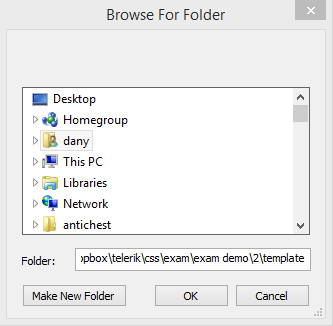 Browse For Folder
Desktop
Homegroup
dany
This PC
Libraries
Network
antichest
Folder: opbox\telerik\css\exam\exam demo\2\template
Make New Folder OK Cancel